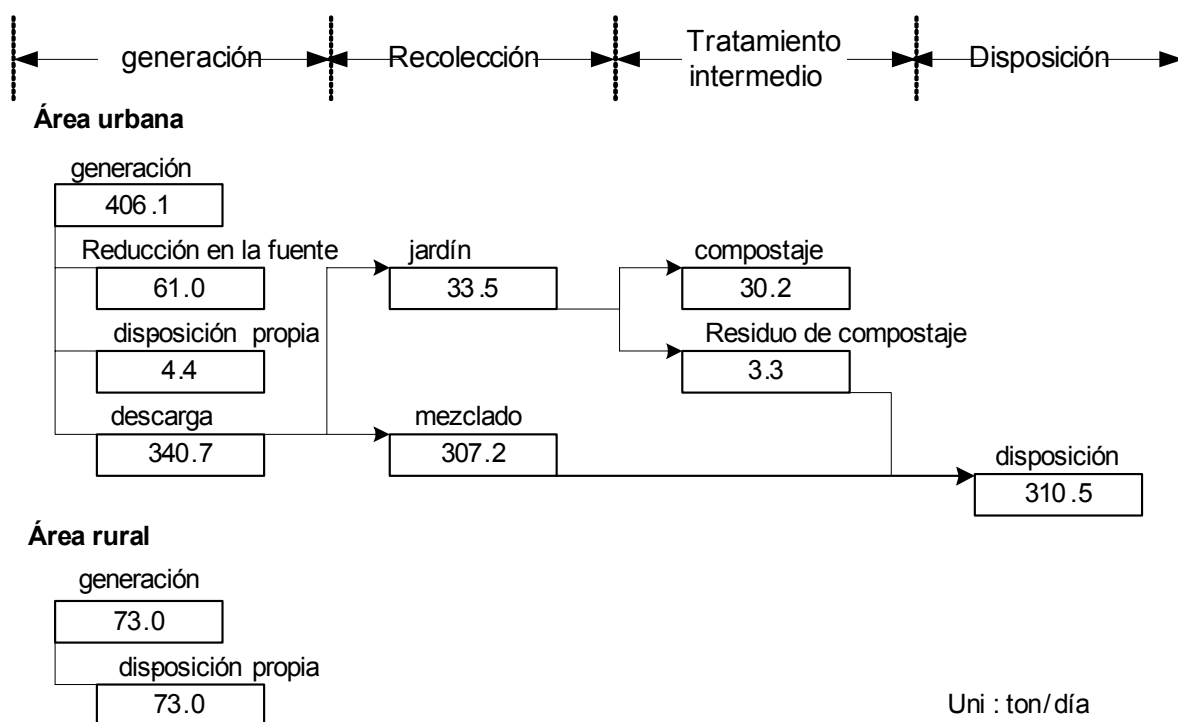 generación Recolección Tratamiento intermedio Disposición
Área urbana
generación
406.1
Reducción en la fuente jardín compostaje
61.0 33.5 30.2
disposición propia Residuo de compostaje
4.4 3.3
descarga mezclado
340.7 307.2
disposición
310.5
Área rural
generación
73.0
disposición propia
73.0
Uni : ton/día